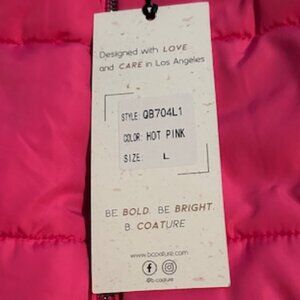 Designed with LOVE
and CARE in Los Angeles
STYLE: QB704L1
COLOR: HOT PINK
SIZE: L
BE BOLD. BE BRIGHT.
B. COATURE
www.bcoature.com
@b-coature